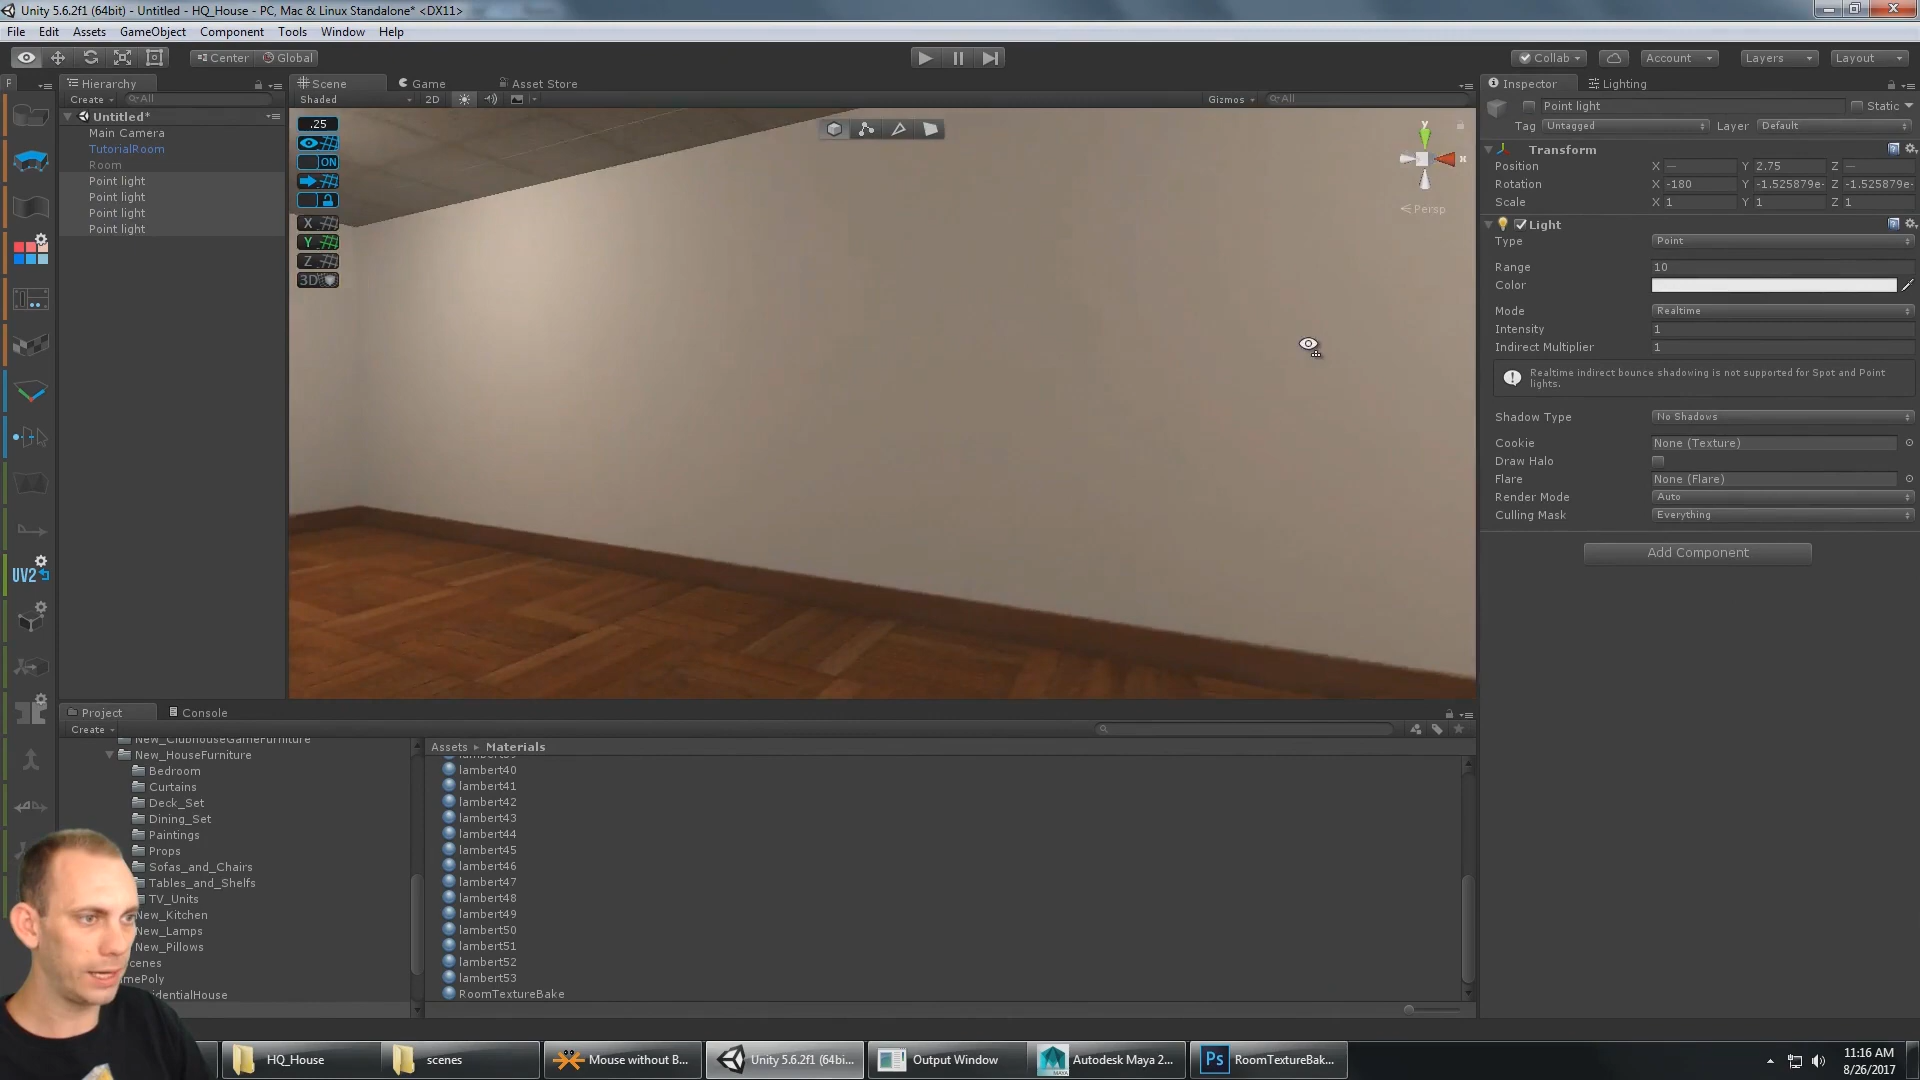 Unity 5.6.2f1 (64bit) - Untitled - HQ_House - PC, Mac & Linux Standalone* <DX11>
File Edit Assets GameObject Component Tools Window Help
Center Global Collab Account Layers Layout
Hierarchy
Create All
Untitled*
Main Camera
TutorialRoom
Room
Point light
Point light
Point light
Point light
UV2
Scene Game Asset Store
Shaded 2D Gizmos All
.25
ON
X
Y
Z
3D
y
x
Persp
Inspector Lighting
Point light Static
Tag Untagged Layer Default
Transform
Position X — Y 2.75 Z —
Rotation X -180 Y -1.525879e- Z -1.525879e-
Scale X 1 Y 1 Z 1
Light
Type Point
Range 10
Color
Mode Realtime
Intensity 1
Indirect Multiplier 1
Realtime indirect bounce shadowing is not supported for Spot and Point
lights.
Shadow Type No Shadows
Cookie None (Texture)
Draw Halo
Flare None (Flare)
Render Mode Auto
Culling Mask Everything
Add Component
Project Console
Create
New_ClubhouseGameFurniture
New_HouseFurniture
Bedroom
Curtains
Deck_Set
Dining_Set
Paintings
Props
Sofas_and_Chairs
Tables_and_Shelfs
TV_Units
New_Kitchen
New_Lamps
New_Pillows
cenes
mePoly
identialHouse
Assets ▸ Materials
lambert40
lambert41
lambert42
lambert43
lambert44
lambert45
lambert46
lambert47
lambert48
lambert49
lambert50
lambert51
lambert52
lambert53
RoomTextureBake
HQ_House scenes Mouse without B... Unity 5.6.2f1 (64bi... Output Window Autodesk Maya 2... Ps RoomTextureBak...
11:16 AM
8/26/2017